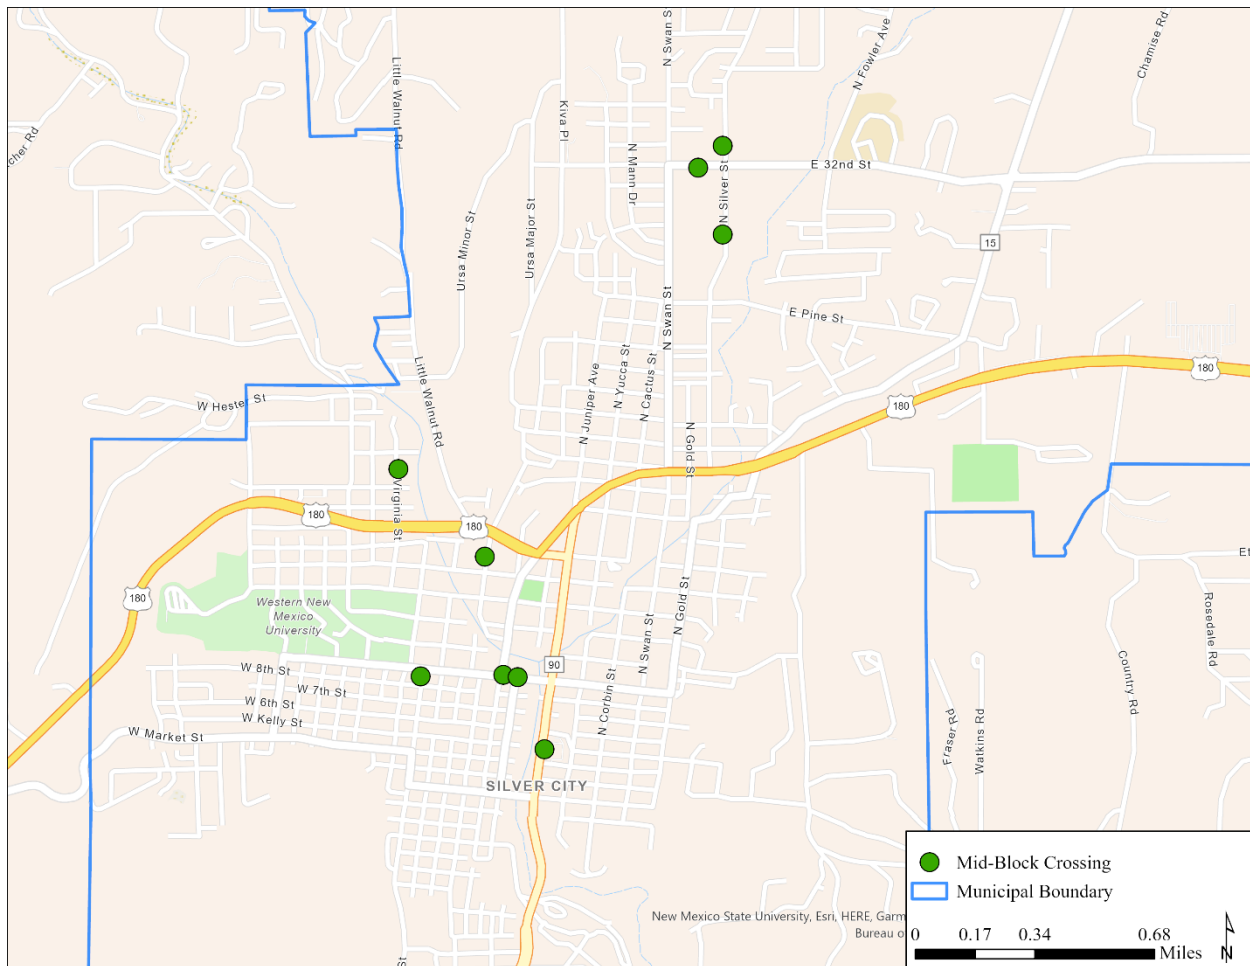 Little Walnut Rd
Kiva Pl
N Swan S
N Fowler Ave
Chamise Rd
cher Rd
N Mann Dr
E 32nd St
N Silver St
Ursa Minor St
Ursa Major St
15
N Swan St
E Pine St
180
Little Walnut Rd
N Yucca St
N Cactus St
N Juniper Ave
W Hester St
180
N Gold St
Virginia St
180
180
180
Western New
Mexico
University
N Gold St
N Swan St
90
W 8th St
W 7th St
W 6th St
W Kelly St
W Market St
N Corbin St
Et
Rosedale Rd
Country Rd
Fraser Rd
Watkins Rd
SILVER CITY
St
Mid-Block Crossing
Municipal Boundary
New Mexico State University, Esri, HERE, Garm
Bureau o
0 0.17 0.34 0.68
Miles
N